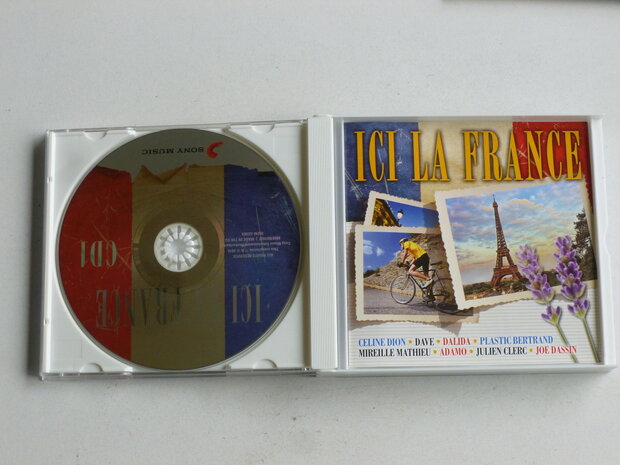 SONY MUSIC
CD1
ICI LA FRANCE
ICI LA FRANCE
CELINE DION • DAVE • DALIDA • PLASTIC BERTRAND
MIREILLE MATHIEU • ADAMO • JULIEN CLERC • JOE DASSIN